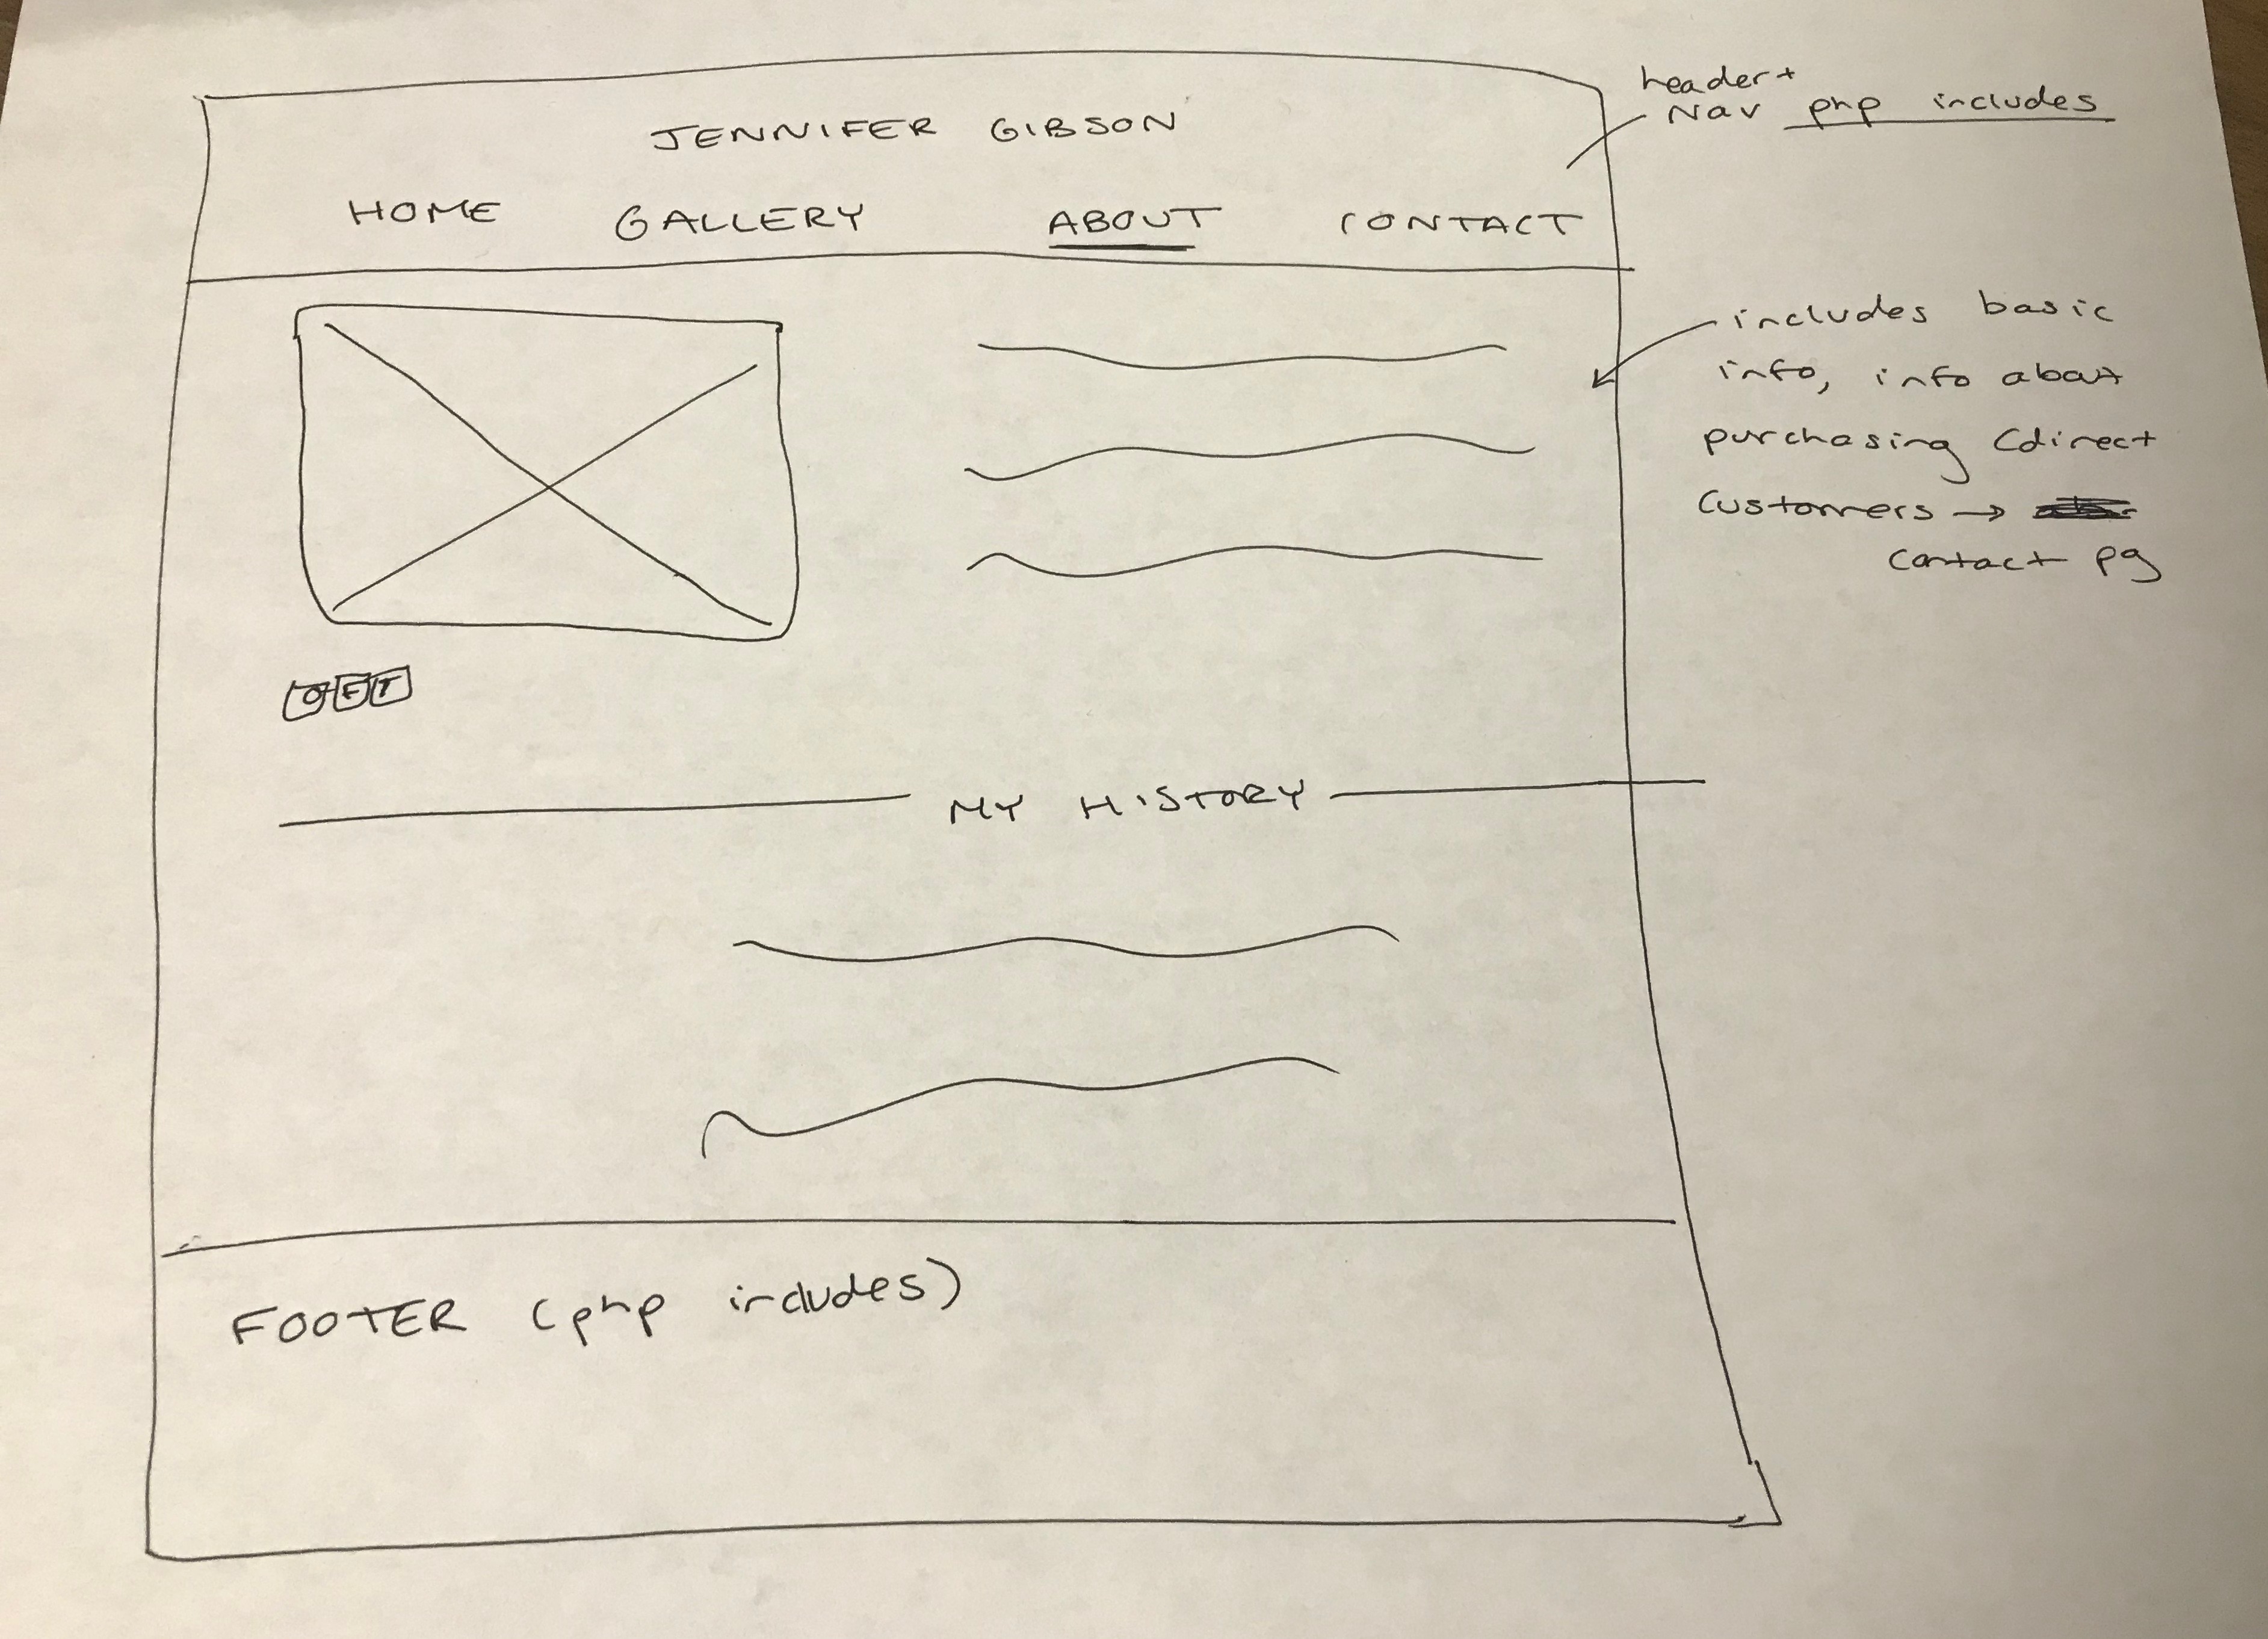 JENNIFER GIBSON
HOME GALLERY ABOUT CONTACT
header +
Nav php includes
includes basic
info, info about
purchasing (direct
customers →
contact pg
F T
MY HISTORY
FOOTER (php includes)